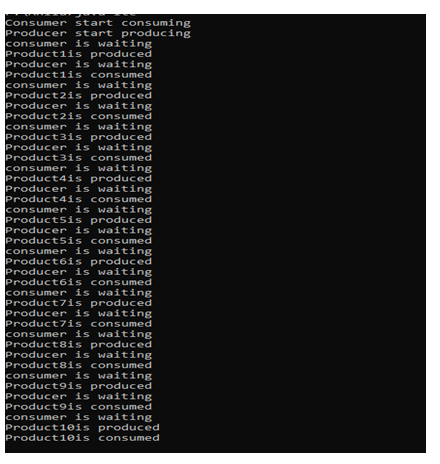 Consumer start consuming
Producer start producing
consumer is waiting
Product1is produced
Producer is waiting
Product1is consumed
consumer is waiting
Product2is produced
Producer is waiting
Product2is consumed
consumer is waiting
Product3is produced
Producer is waiting
Product3is consumed
consumer is waiting
Product4is produced
Producer is waiting
Product4is consumed
consumer is waiting
Product5is produced
Producer is waiting
Product5is consumed
consumer is waiting
Product6is produced
Producer is waiting
Product6is consumed
consumer is waiting
Product7is produced
Producer is waiting
Product7is consumed
consumer is waiting
Product8is produced
Producer is waiting
Product8is consumed
consumer is waiting
Product9is produced
Producer is waiting
Product9is consumed
consumer is waiting
Product10is produced
Product10is consumed